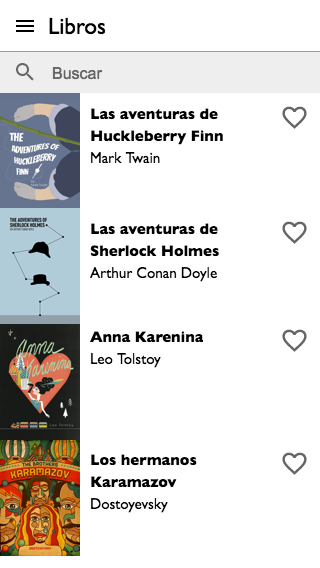 Libros
Buscar
THE
ADVENTURES OF
HUCKLEBERRY
FINN
Las aventuras de
Huckleberry Finn
Mark Twain
THE ADVENTURES OF
SHERLOCK HOLMES
Las aventuras de
Sherlock Holmes
Arthur Conan Doyle
Anna
Karenina
Leo Tolstoy
Anna Karenina
Leo Tolstoy
THE BROTHERS
KARAMAZOV
Los hermanos
Karamazov
Dostoyevsky